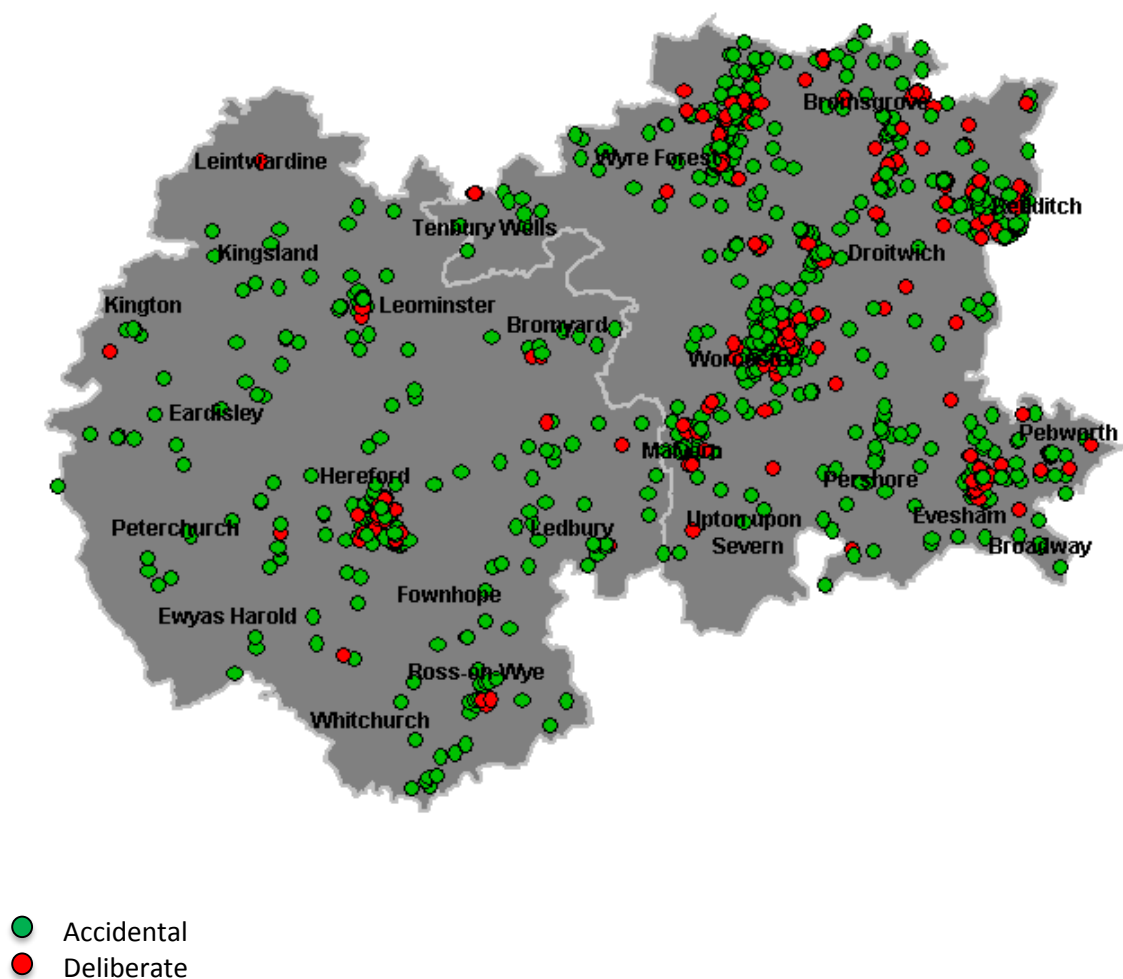 Bromsgrove
Leintwardine
Wyre Forest
Redditch
Tenbury Wells
Kingsland
Droitwich
Kington
Leominster
Bromyard
Worcester
Eardisley
Pebworth
Malvern
Hereford
Pershore
Peterchurch
Ledbury
Upton upon
Severn
Evesham
Broadway
Fownhope
Ewyas Harold
Ross-on-Wye
Whitchurch
Accidental
Deliberate